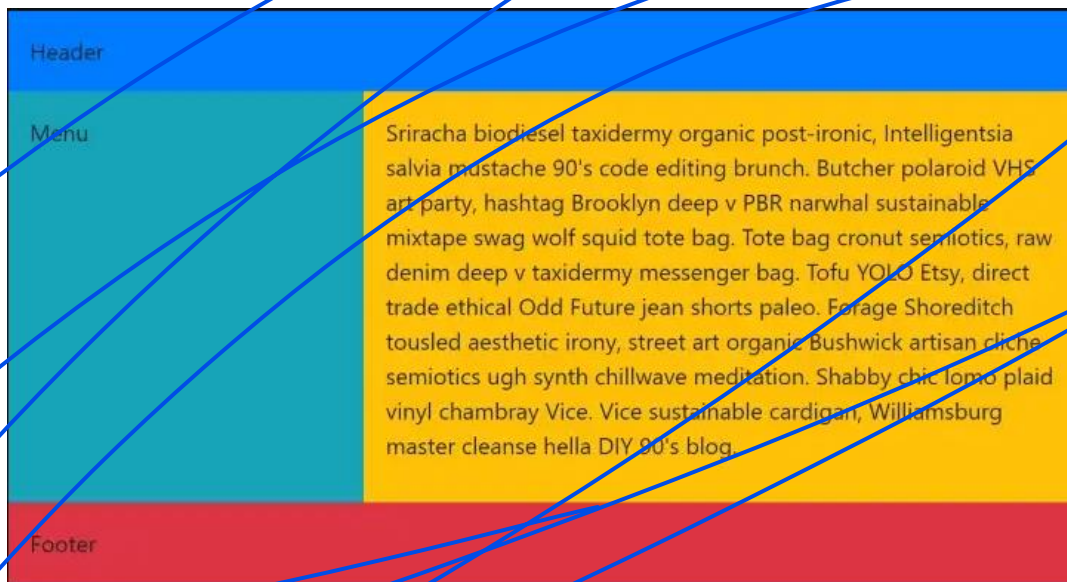 Header
Menu
Sriracha biodiesel taxidermy organic post-ironic, Intelligentsia
salvia mustache 90's code editing brunch. Butcher polaroid VHS
art party, hashtag Brooklyn deep v PBR narwhal sustainable
mixtape swag wolf squid tote bag. Tote bag cronut semiotics, raw
denim deep v taxidermy messenger bag. Tofu YOLO Etsy, direct
trade ethical Odd Future jean shorts paleo. Forage Shoreditch
tousled aesthetic irony, street art organic Bushwick artisan cliche
semiotics ugh synth chillwave meditation. Shabby chic lomo plaid
vinyl chambray Vice. Vice sustainable cardigan, Williamsburg
master cleanse hella DIY 90's blog.
Footer